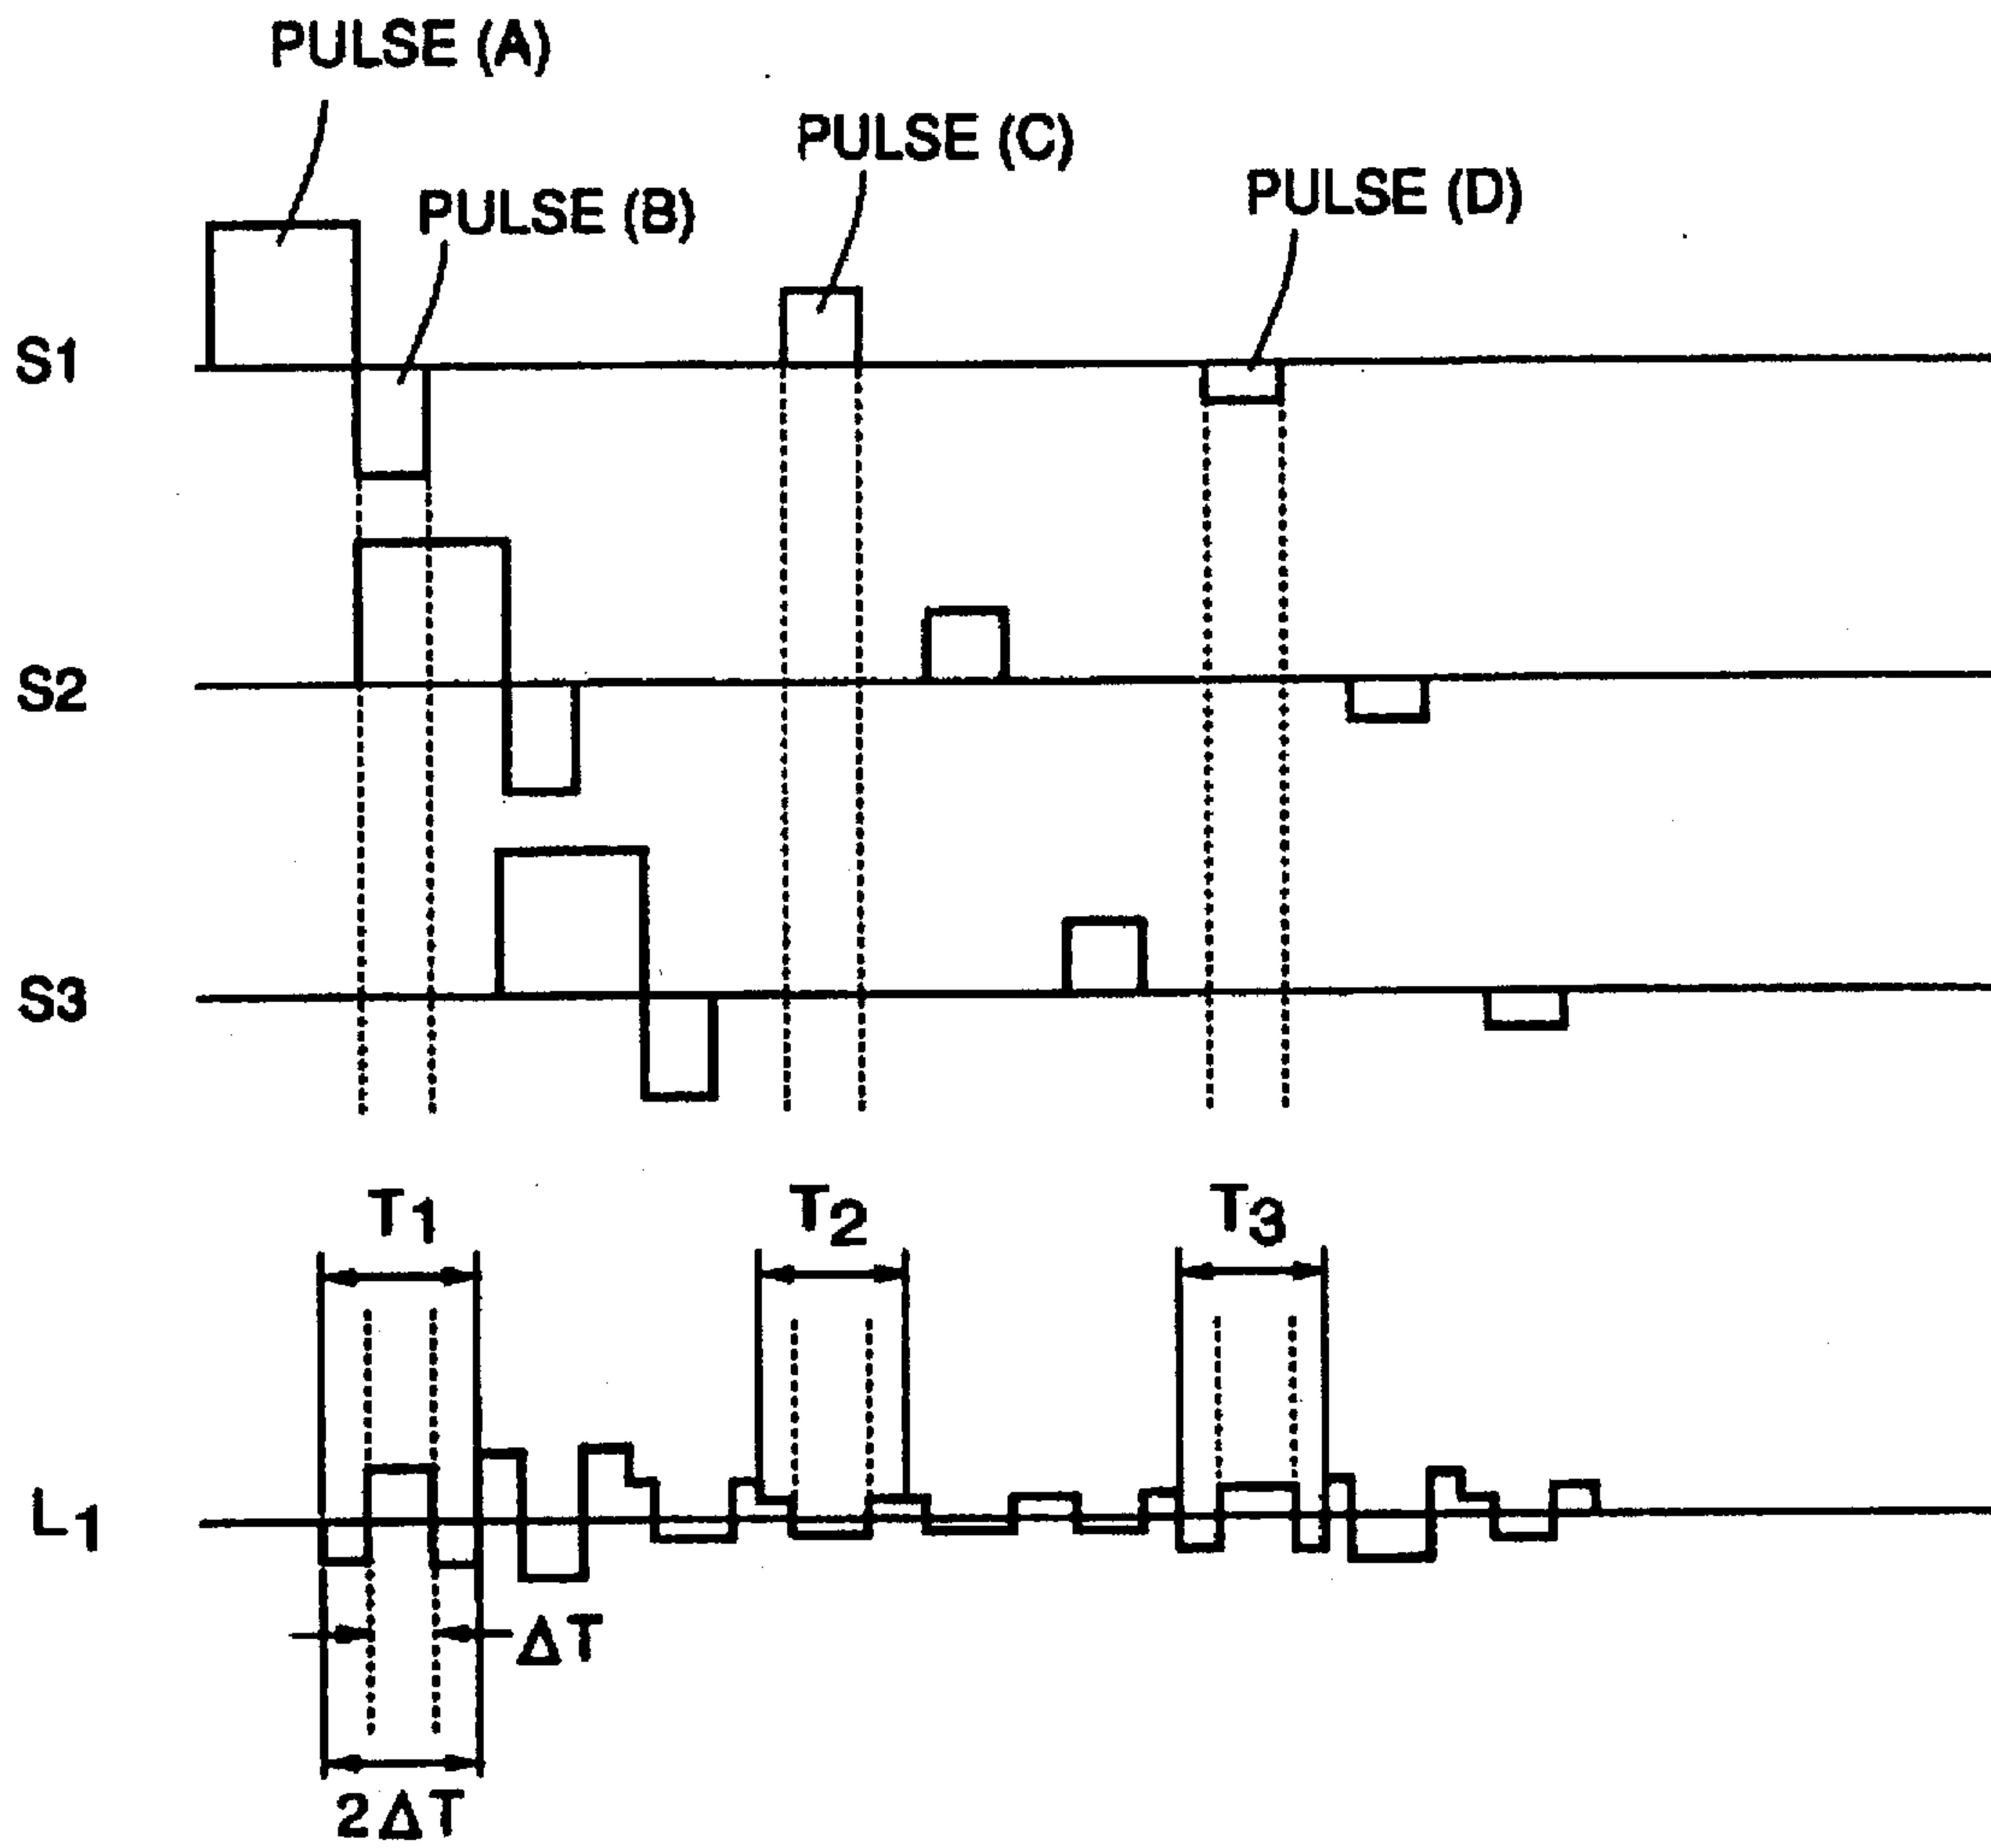 PULSE (A)
PULSE (C)
PULSE (B)
PULSE (D)
S1
S2
S3
T1
T2
T3
L1
ΔT
2ΔT